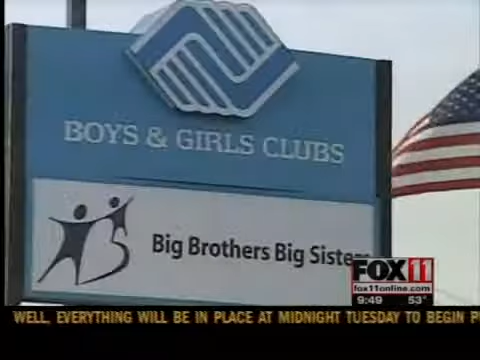 BOYS & GIRLS CLUBS
Big Brothers Big Sisters
FOX 11
fox11online.com
9:49 53°
WELL, EVERYTHING WILL BE IN PLACE AT MIDNIGHT TUESDAY TO BEGIN